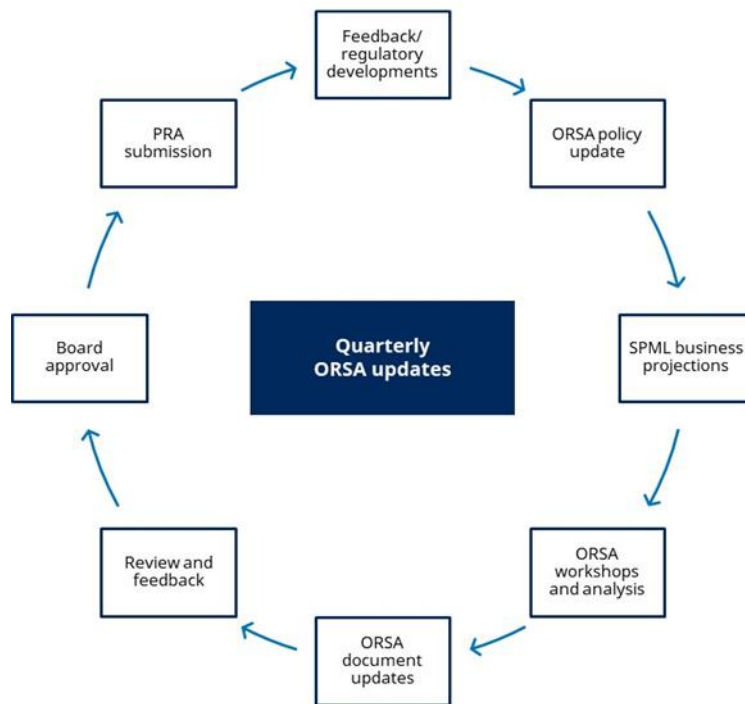 Feedback/
regulatory
developments
ORSA policy
update
SPML business
projections
ORSA
workshops
and analysis
ORSA
document
updates
Review and
feedback
Board
approval
PRA
submission
Quarterly
ORSA updates